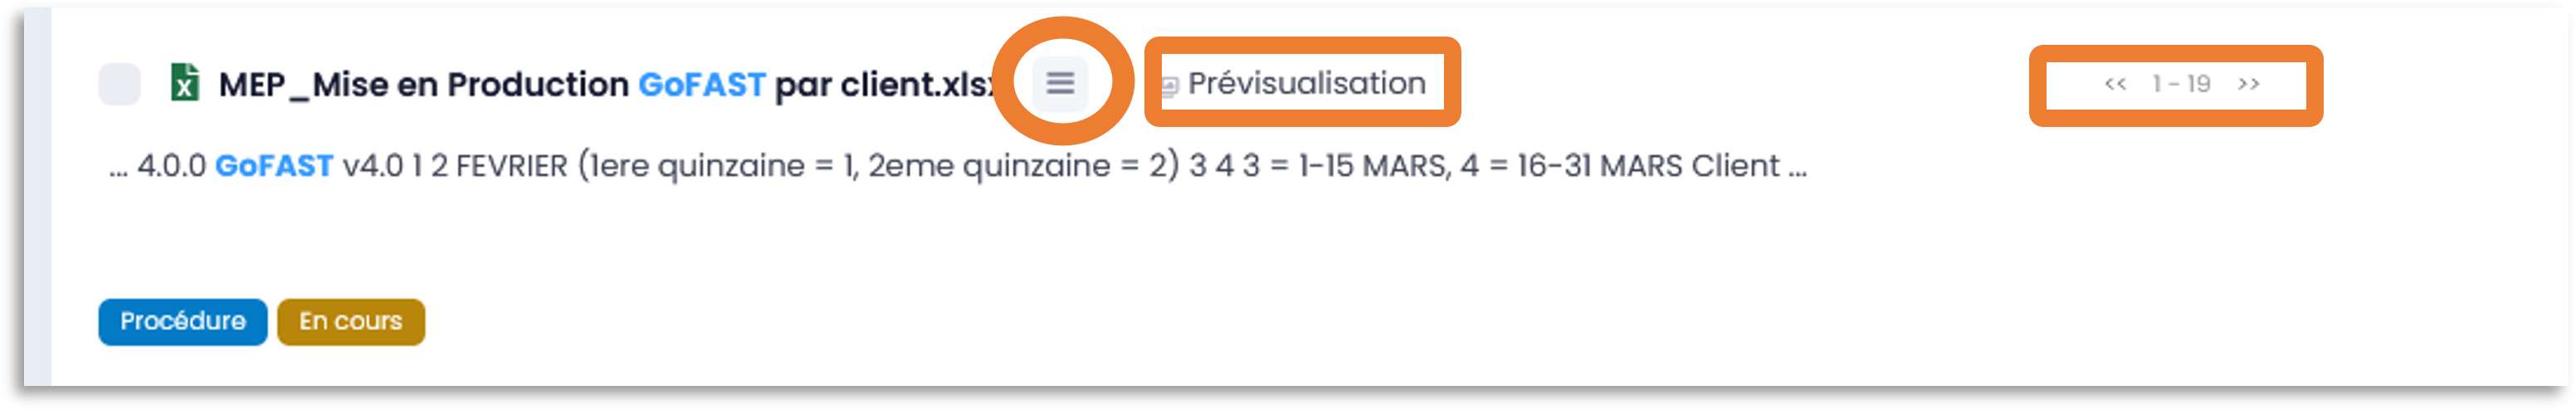 MEP_Mise en Production GoFAST par client.xlsx Prévisualisation << 1 - 19 >>
... 4.0.0 GoFAST v4.0 1 2 FEVRIER (1ere quinzaine = 1, 2eme quinzaine = 2) 3 4 3 = 1-15 MARS, 4 = 16-31 MARS Client ...
Procédure En cours